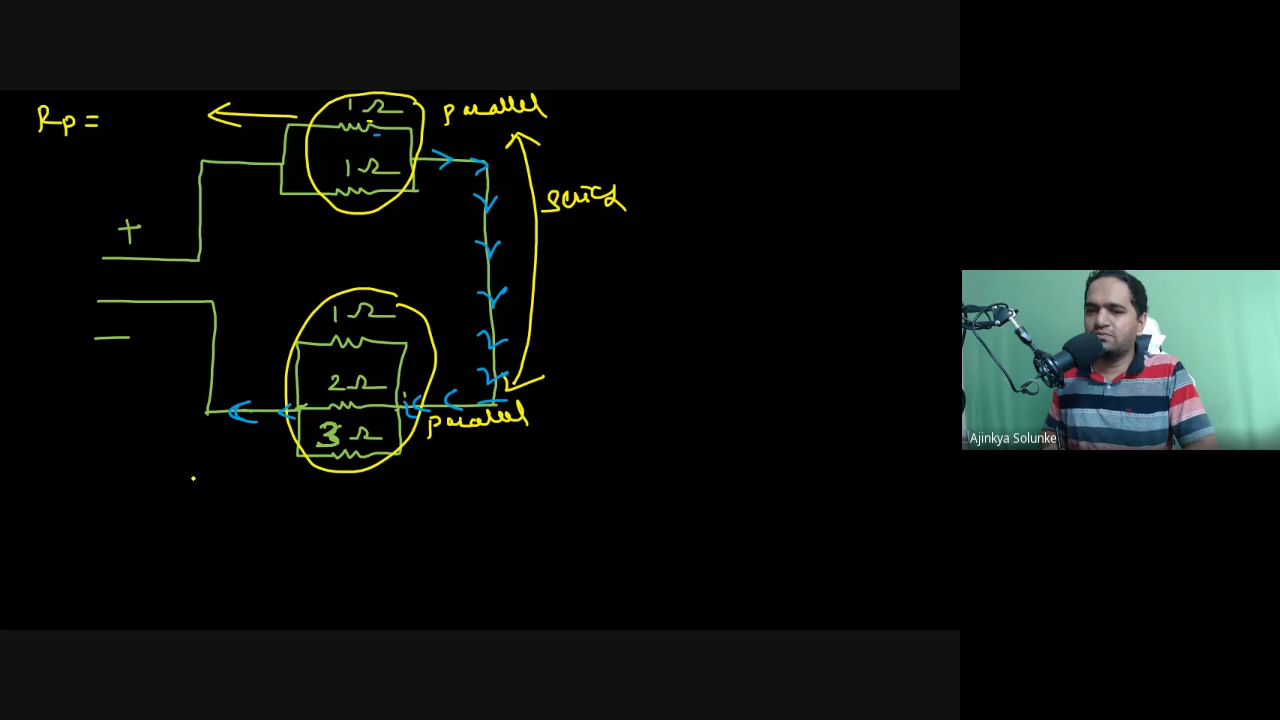 1 Ω
parallel
Rp =
1 Ω
series
+
1 Ω
2 Ω
parallel
3 Ω
Ajinkya Solunke